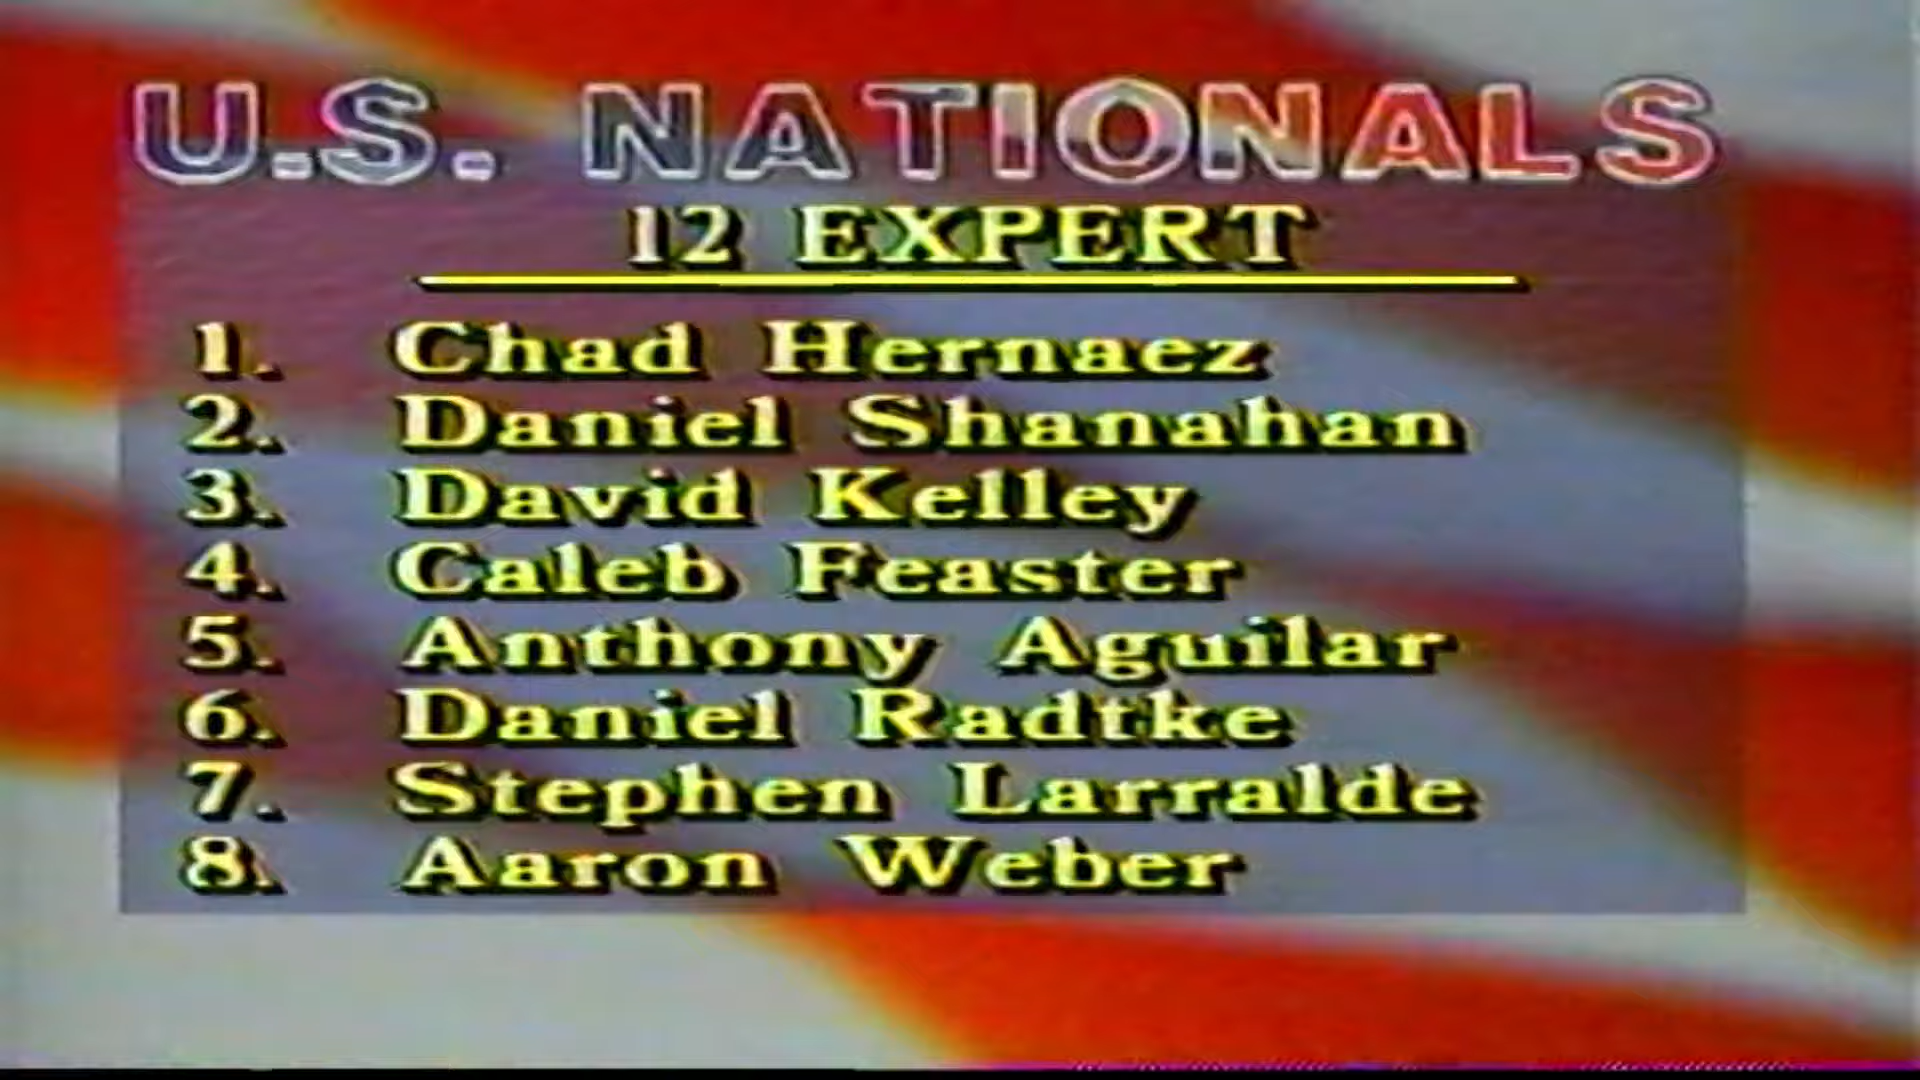 U.S. NATIONALS
12 EXPERT
1. Chad Hernaez
2. Daniel Shanahan
3. David Kelley
4. Caleb Feaster
5. Anthony Aguilar
6. Daniel Radtke
7. Stephen Larralde
8. Aaron Weber